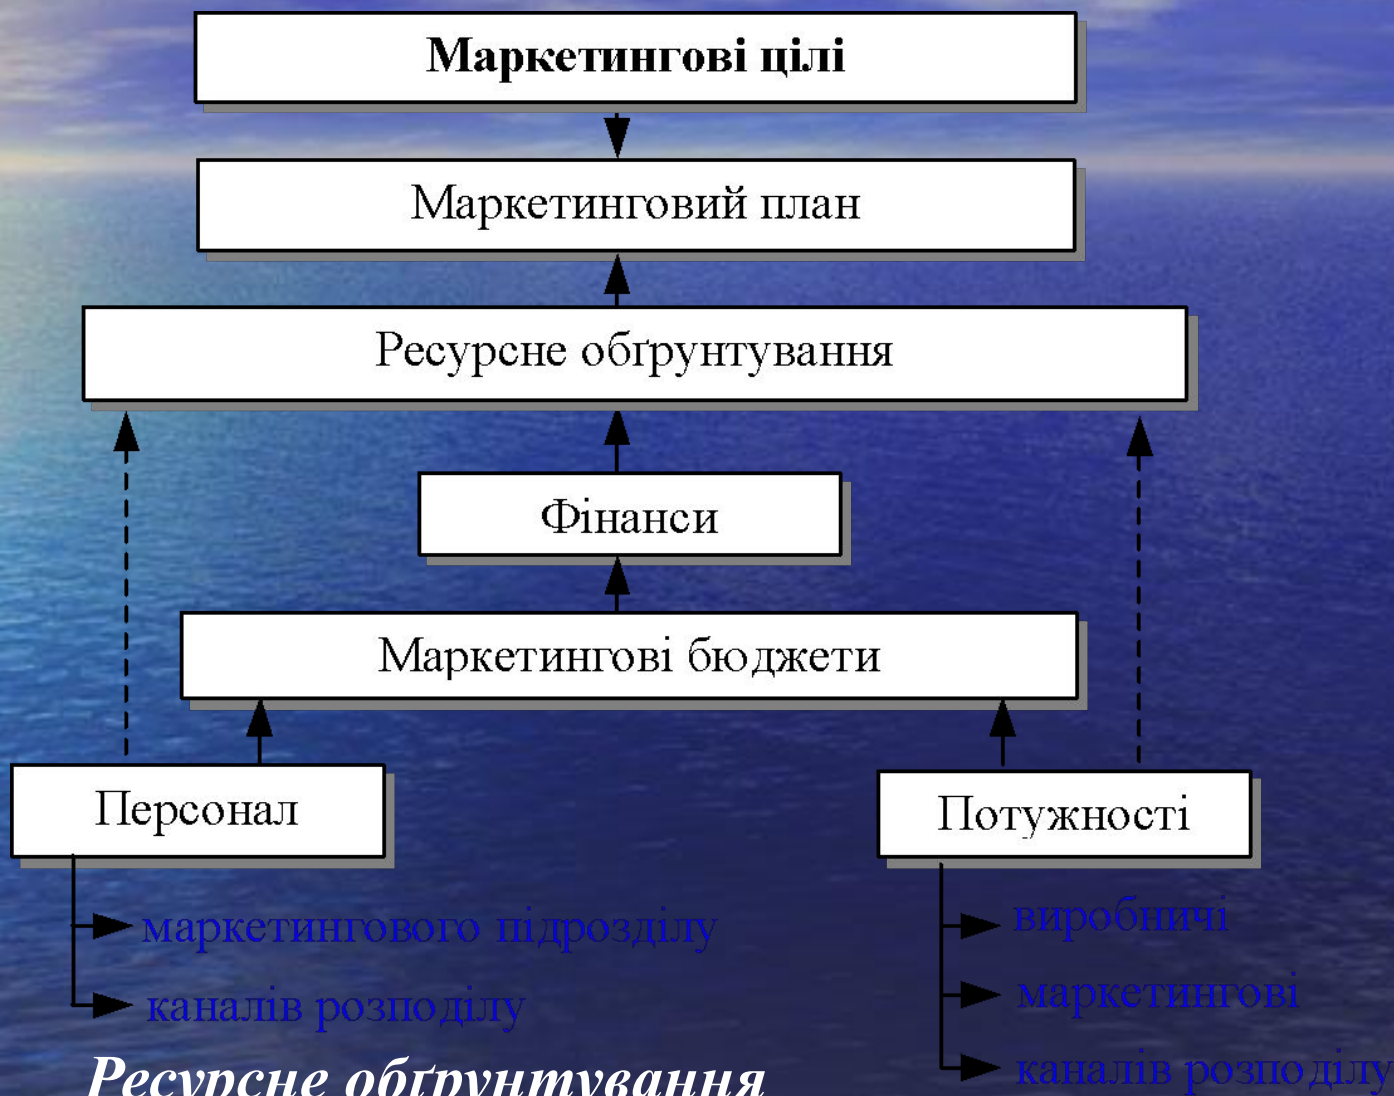 Маркетингові цілі
Маркетинговий план
Ресурсне обґрунтування
Фінанси
Маркетингові бюджети
Персонал
Потужності
маркетингового підрозділу
каналів розподілу
виробничі
маркетингові
каналів розподілу
Ресурсне обґрунтування